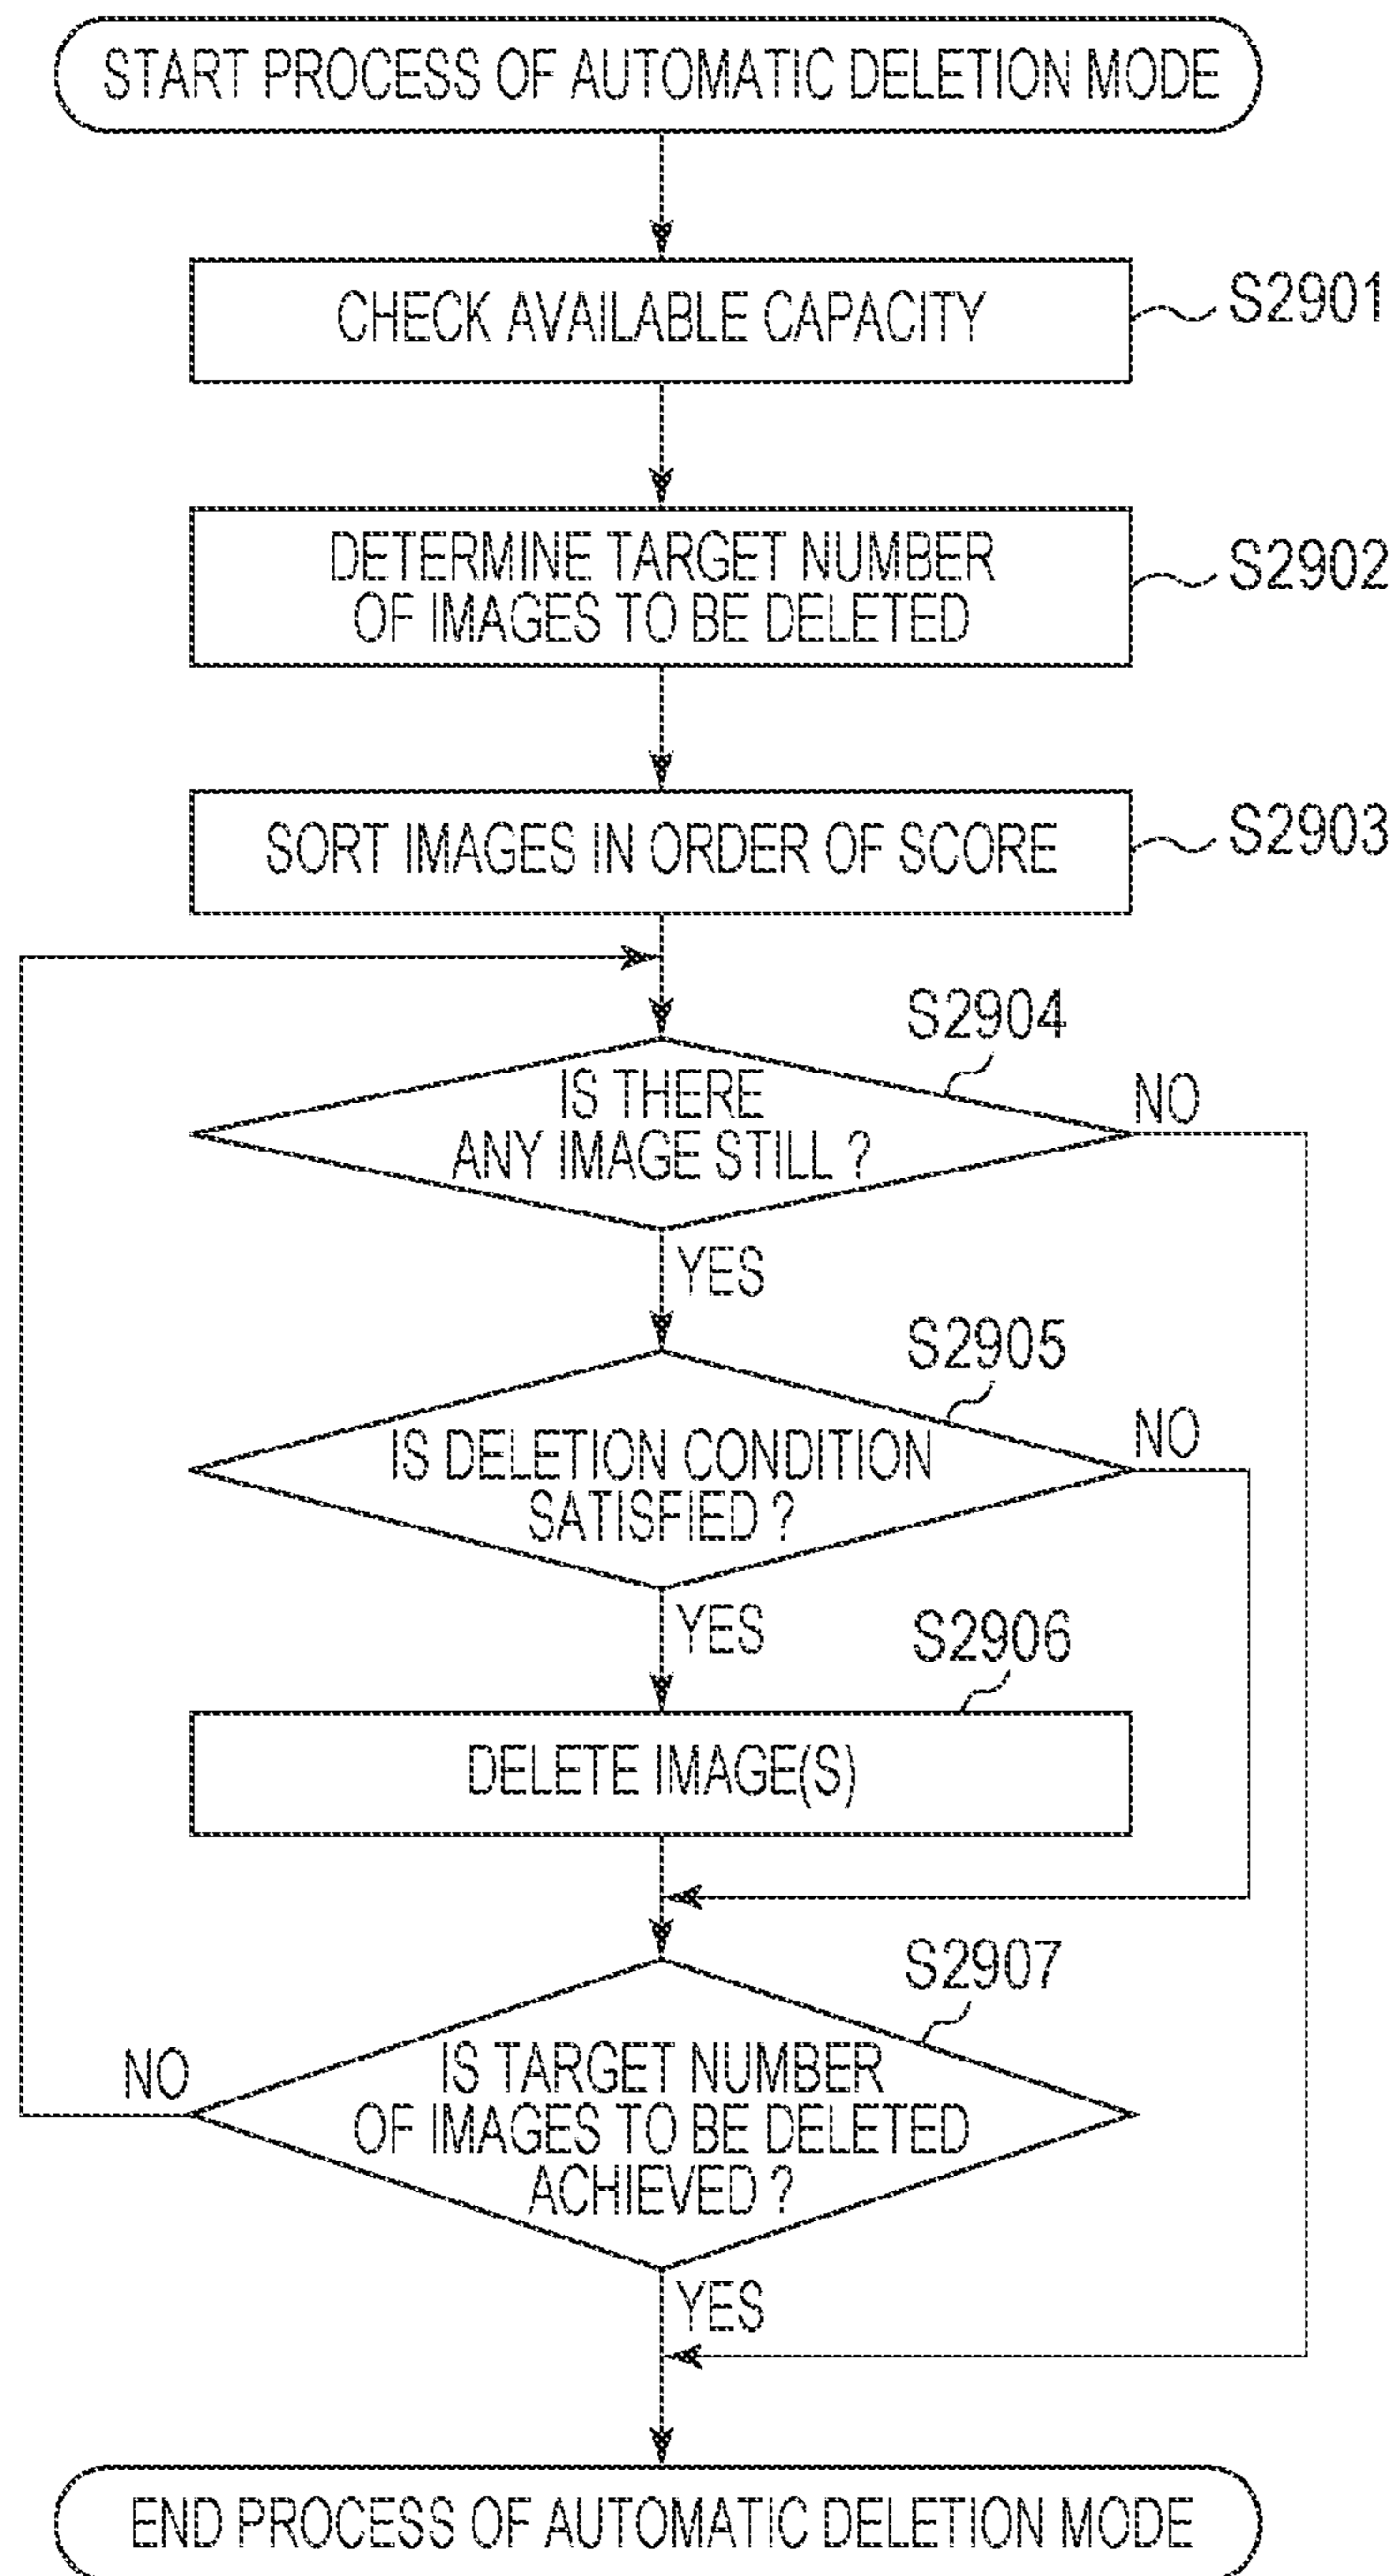 START PROCESS OF AUTOMATIC DELETION MODE
CHECK AVAILABLE CAPACITY
S2901
DETERMINE TARGET NUMBER
OF IMAGES TO BE DELETED
S2902
SORT IMAGES IN ORDER OF SCORE
S2903
S2904
IS THERE
ANY IMAGE STILL ?
NO
YES
S2905
IS DELETION CONDITION
SATISFIED ?
NO
YES
S2906
DELETE IMAGE(S)
S2907
IS TARGET NUMBER
OF IMAGES TO BE DELETED
ACHIEVED ?
NO
YES
END PROCESS OF AUTOMATIC DELETION MODE